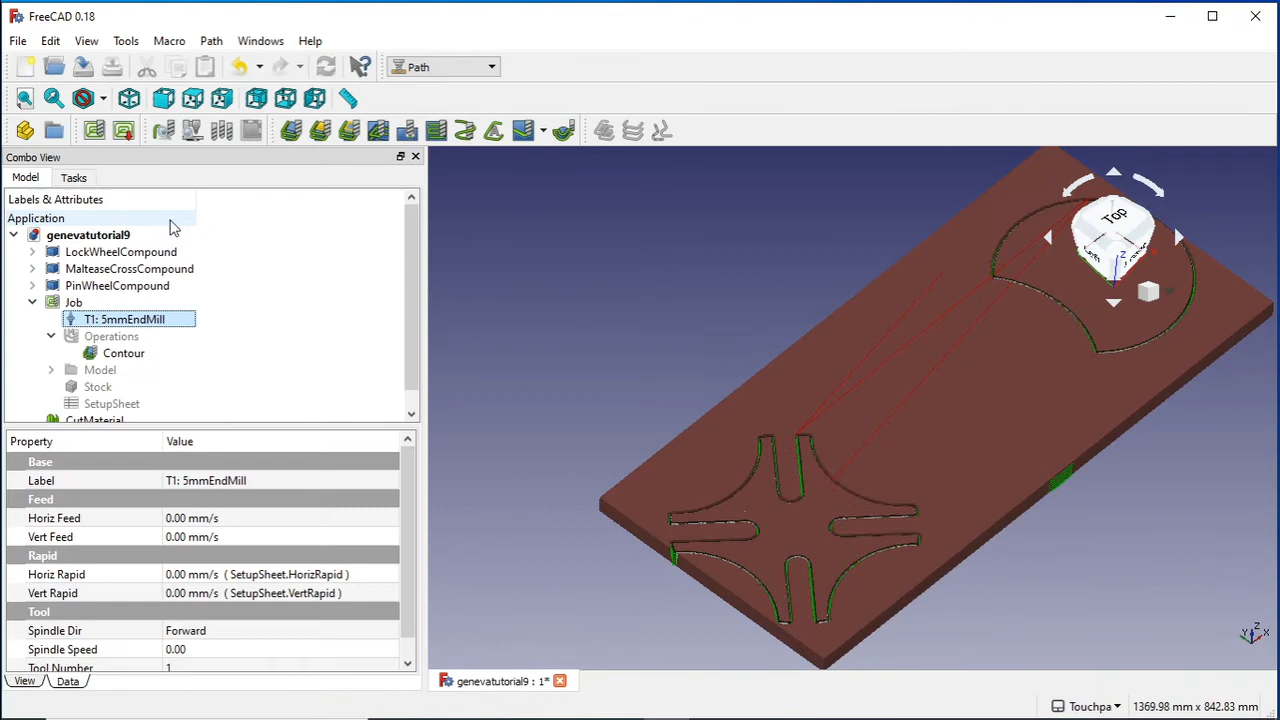 FreeCAD 0.18
File Edit View Tools Macro Path Windows Help
Path
Combo View
Model Tasks
Labels & Attributes
Application
genevatutorial9
LockWheelCompound
MalteaseCrossCompound
PinWheelCompound
Job
T1: 5mmEndMill
Operations
Contour
Model
Stock
SetupSheet
CutMaterial
Property Value
Base
Label T1: 5mmEndMill
Feed
Horiz Feed 0.00 mm/s
Vert Feed 0.00 mm/s
Rapid
Horiz Rapid 0.00 mm/s ( SetupSheet.HorizRapid )
Vert Rapid 0.00 mm/s ( SetupSheet.VertRapid )
Tool
Spindle Dir Forward
Spindle Speed 0.00
Tool Number 1
View Data
Top
Z
genevatutorial9 : 1*
Z
Y X
Touchpa 1369.98 mm x 842.83 mm